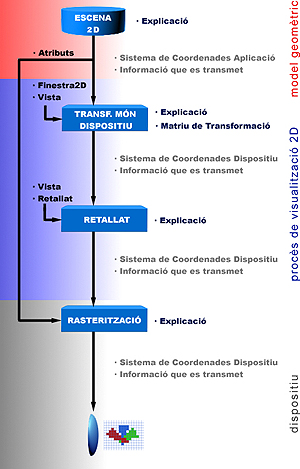 ESCENA
2D
· Explicació
· Atributs
· Sistema de Coordenades Aplicació
· Informació que es transmet
· Finestra2D
· Vista
TRANSF. MÓN
DISPOSITIU
· Explicació
· Matriu de Transformació
· Sistema de Coordenades Dispositiu
· Informació que es transmet
· Vista
· Retallat
RETALLAT
· Explicació
· Sistema de Coordenades Dispositiu
· Informació que es transmet
RASTERITZACIÓ
· Explicació
· Sistema de Coordenades Dispositiu
· Informació que es transmet
model geomètric
procès de visualització 2D
dispositiu